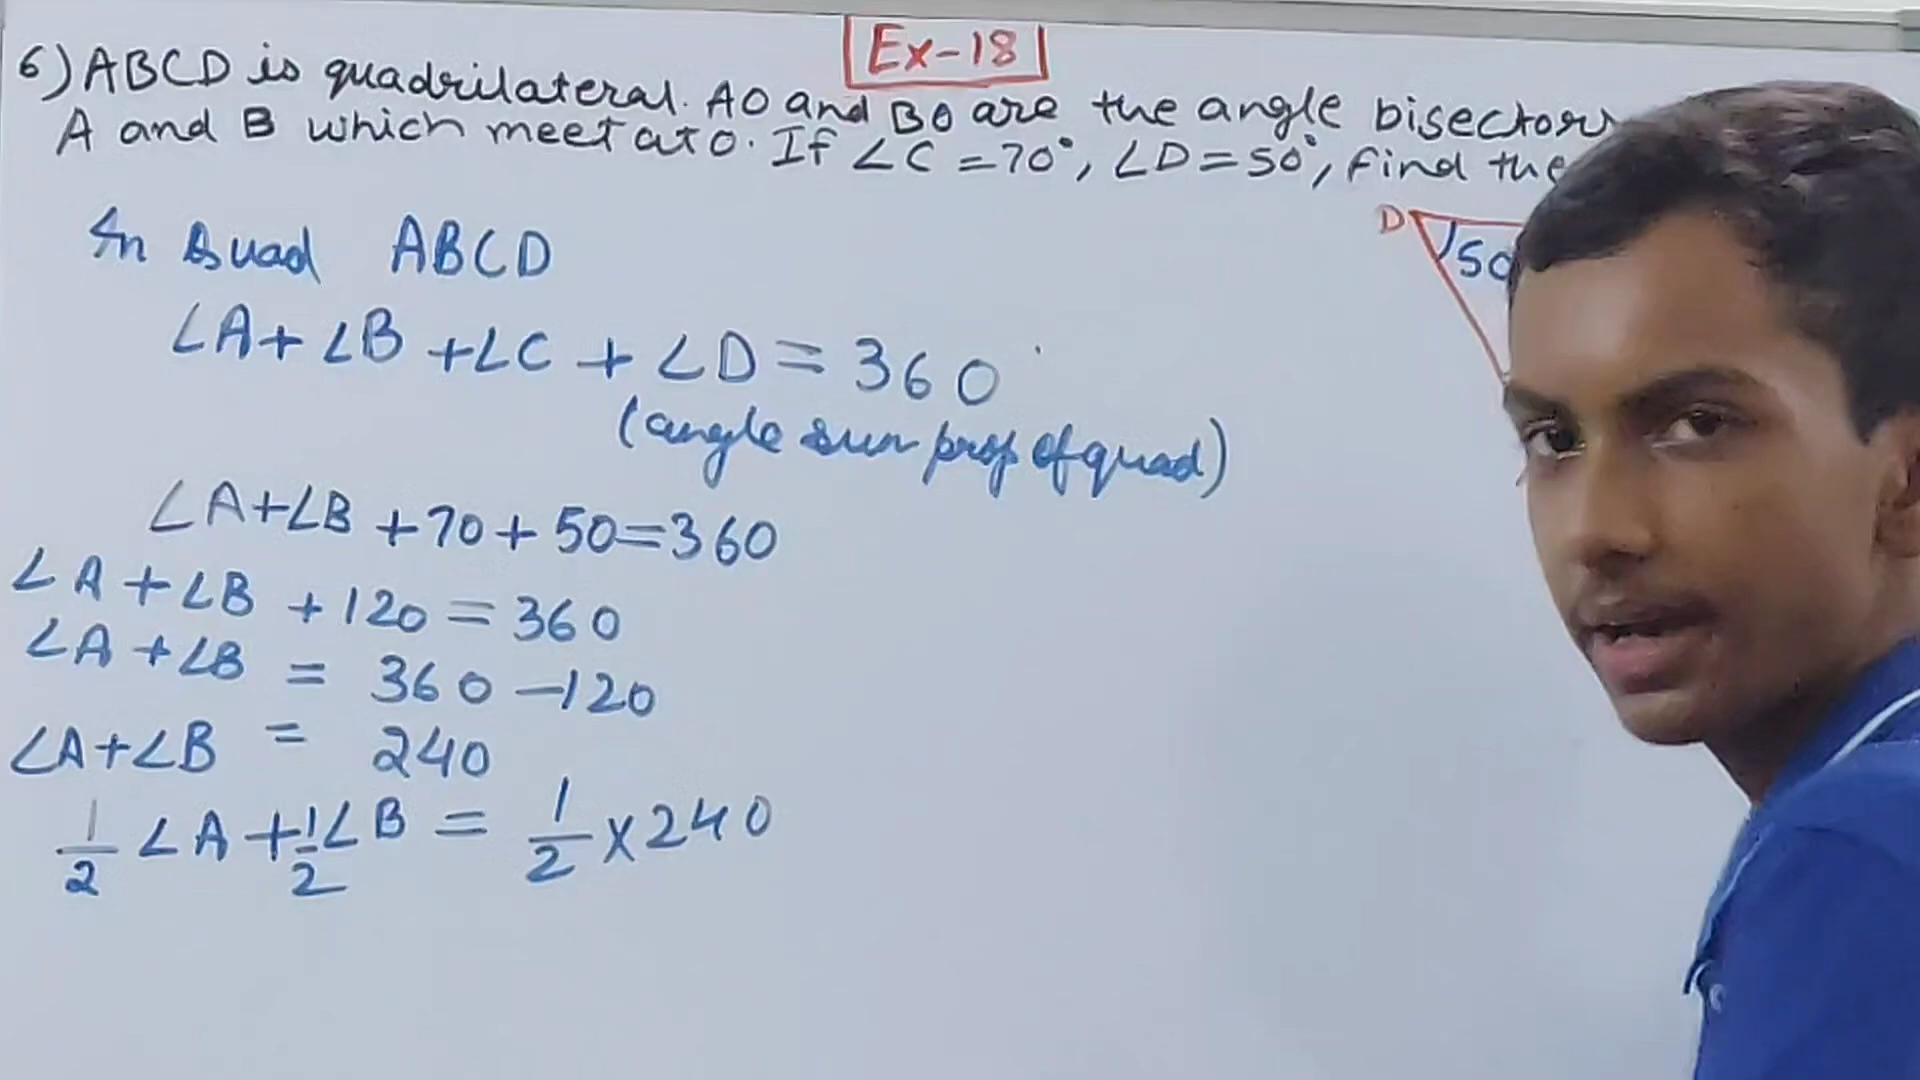 Ex-18
6) ABCD is quadrilateral. AO and BO are the angle bisectors
A and B which meet at O. If ∠C = 70°, ∠D = 50°, find the
D
50
In Quad ABCD
∠A + ∠B + ∠C + ∠D = 360
(angle sum prop of quad)
∠A + ∠B + 70 + 50 = 360
∠A + ∠B + 120 = 360
∠A + ∠B = 360 - 120
∠A + ∠B = 240
1/2 ∠A + 1/2 ∠B = 1/2 × 240